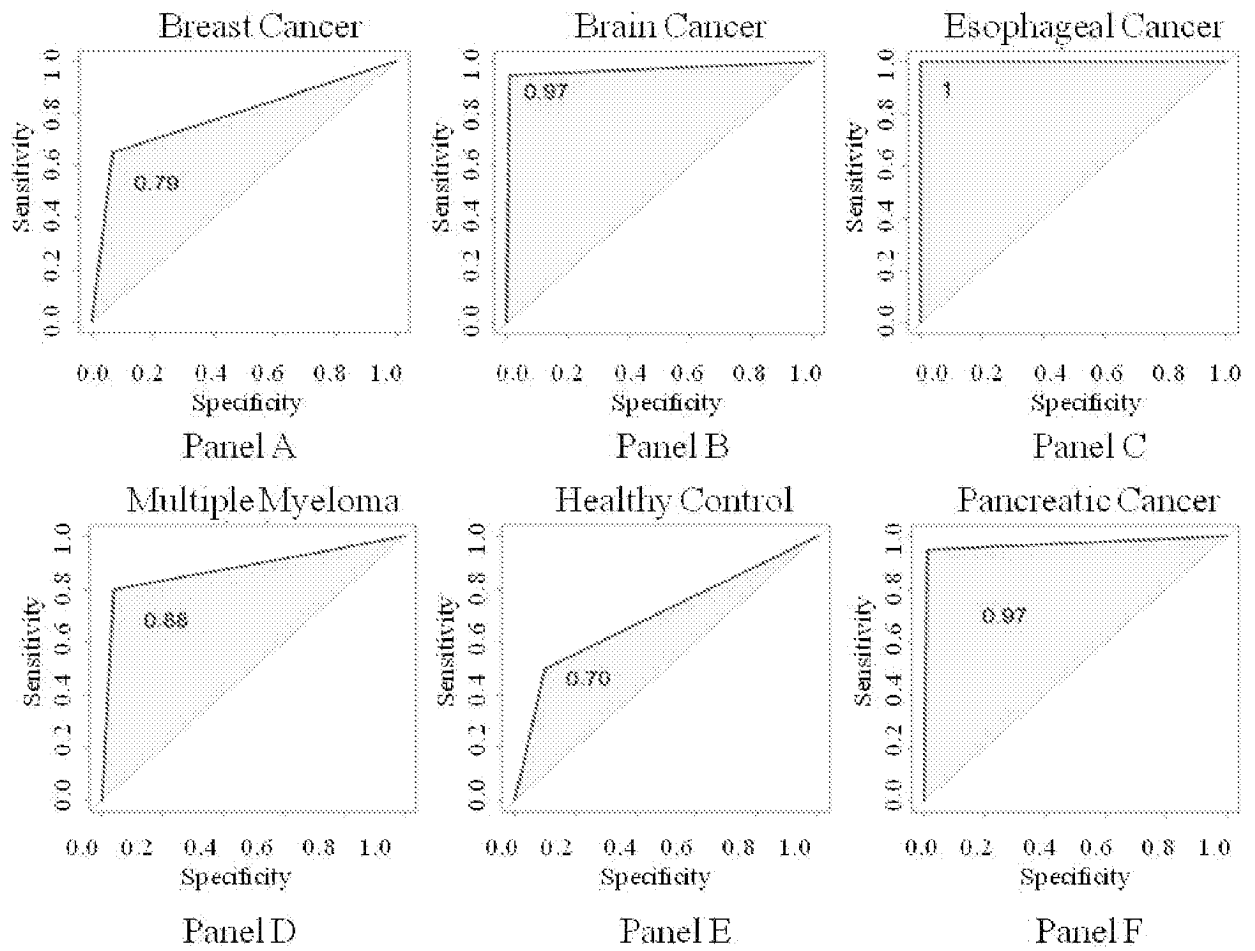 Breast Cancer
Brain Cancer
Esophageal Cancer
Sensitivity
0.0 0.2 0.4 0.6 0.8 1.0
0.79
0.0 0.2 0.4 0.6 0.8 1.0
Specificity
Panel A
Sensitivity
0.0 0.2 0.4 0.6 0.8 1.0
0.97
0.0 0.2 0.4 0.6 0.8 1.0
Specificity
Panel B
Sensitivity
0.0 0.2 0.4 0.6 0.8 1.0
1
0.0 0.2 0.4 0.6 0.8 1.0
Specificity
Panel C
Multiple Myeloma
Healthy Control
Pancreatic Cancer
Sensitivity
0.0 0.2 0.4 0.6 0.8 1.0
0.88
0.0 0.2 0.4 0.6 0.8 1.0
Specificity
Panel D
Sensitivity
0.0 0.2 0.4 0.6 0.8 1.0
0.70
0.0 0.2 0.4 0.6 0.8 1.0
Specificity
Panel E
Sensitivity
0.0 0.2 0.4 0.6 0.8 1.0
0.97
0.0 0.2 0.4 0.6 0.8 1.0
Specificity
Panel F